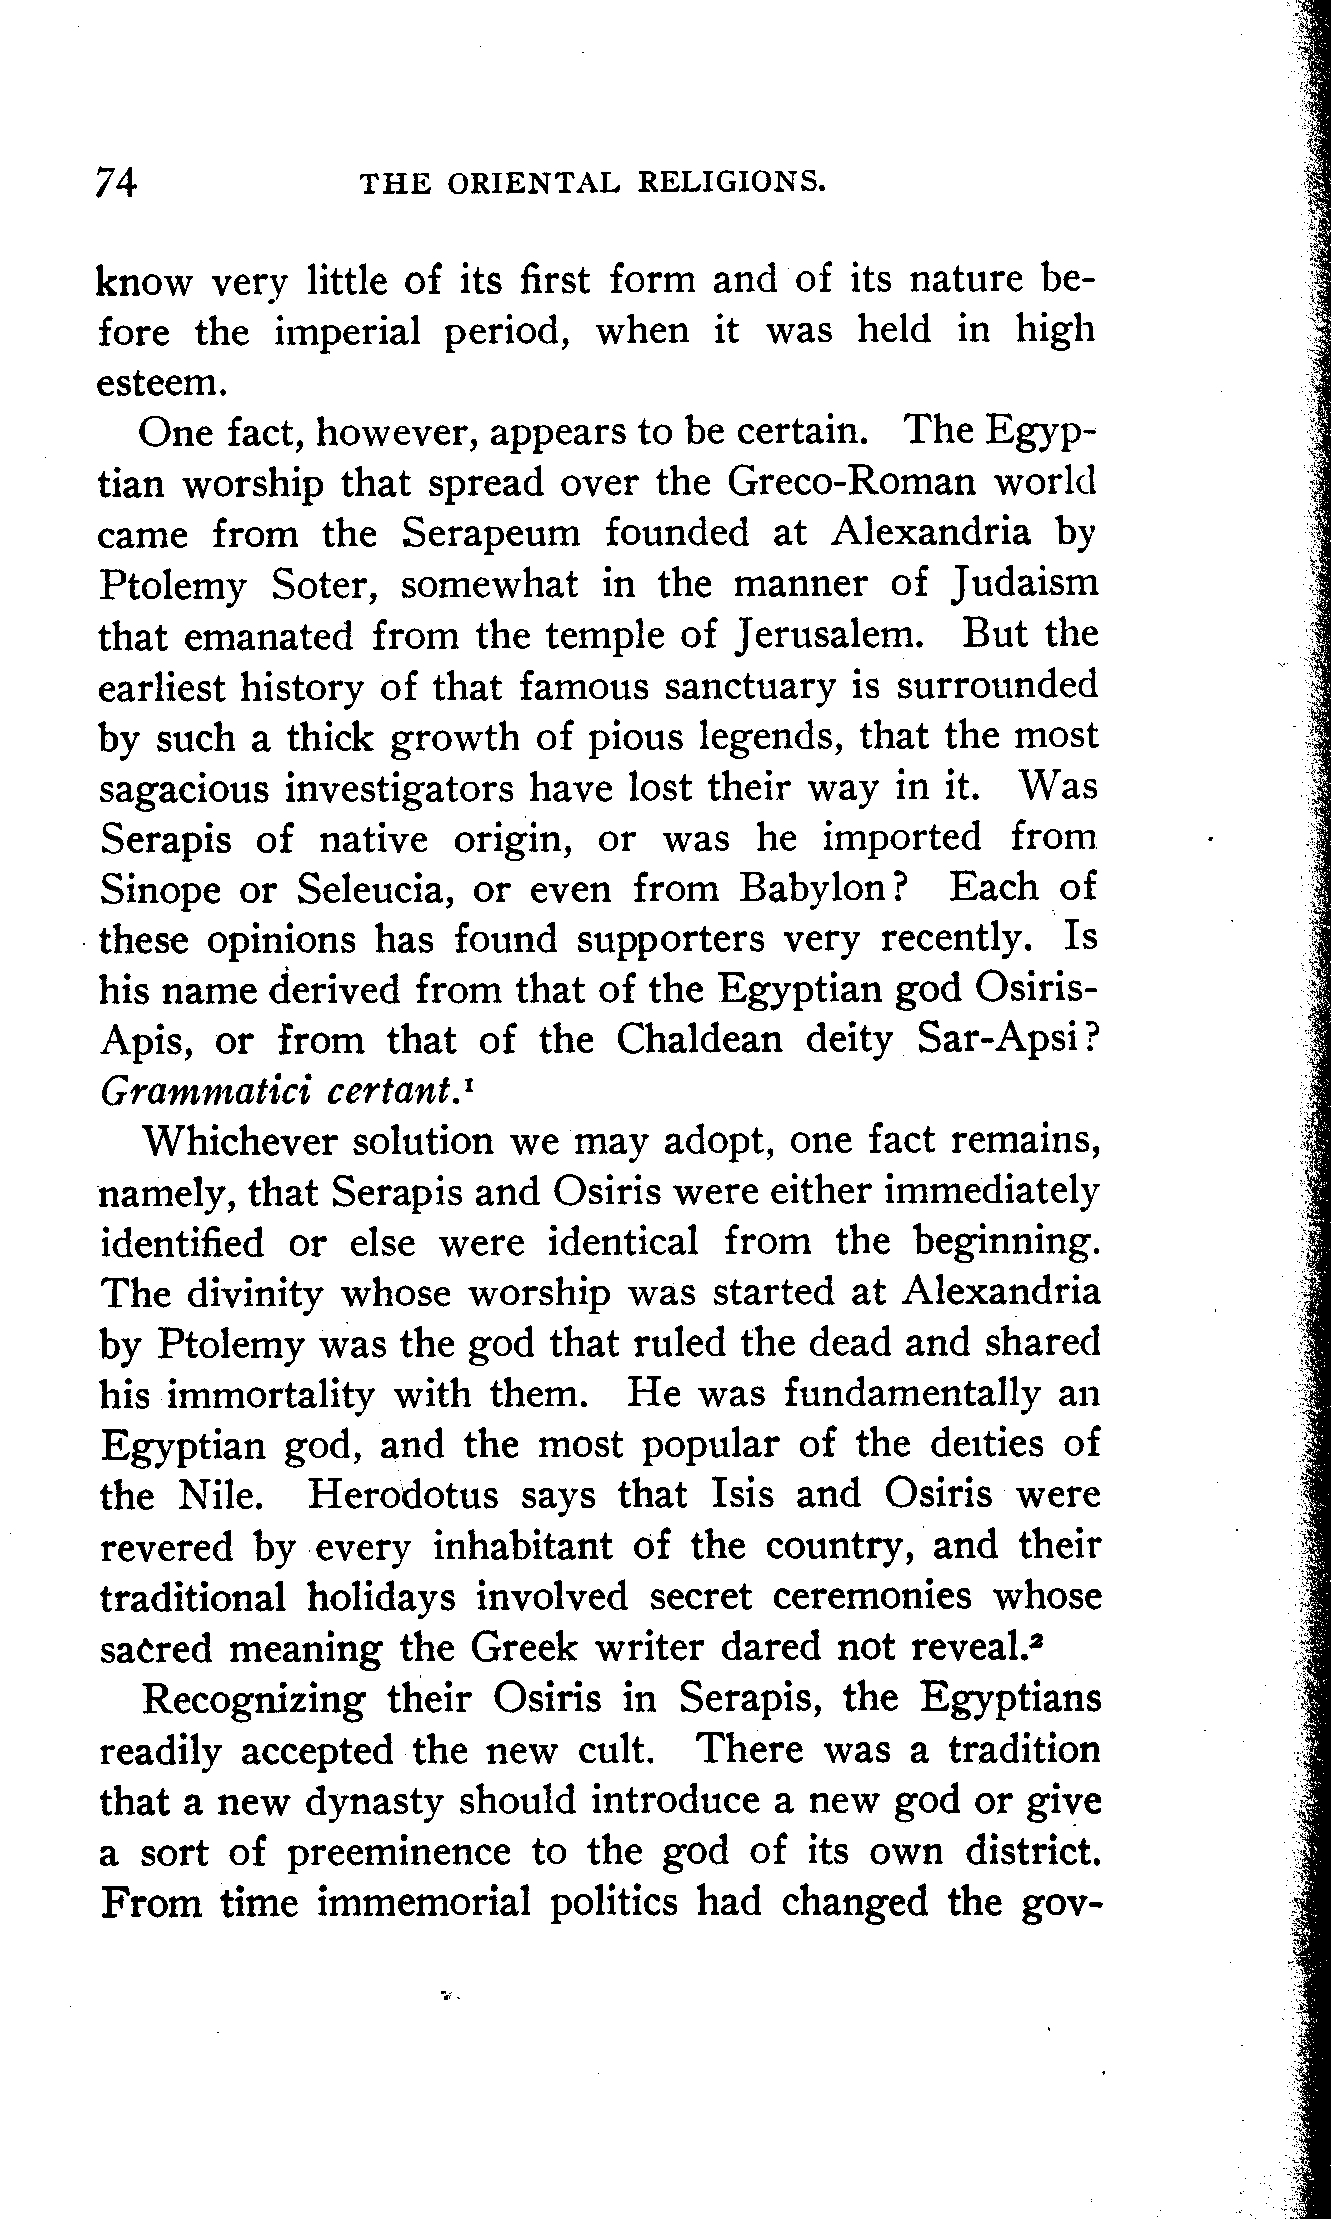 74 THE ORIENTAL RELIGIONS.
know very little of its first form and of its nature be-
fore the imperial period, when it was held in high
esteem.
One fact, however, appears to be certain. The Egyp-
tian worship that spread over the Greco-Roman world
came from the Serapeum founded at Alexandria by
Ptolemy Soter, somewhat in the manner of Judaism
that emanated from the temple of Jerusalem. But the
earliest history of that famous sanctuary is surrounded
by such a thick growth of pious legends, that the most
sagacious investigators have lost their way in it. Was
Serapis of native origin, or was he imported from
Sinope or Seleucia, or even from Babylon? Each of
these opinions has found supporters very recently. Is
his name derived from that of the Egyptian god Osiris-
Apis, or from that of the Chaldean deity Sar-Apsi?
Grammatici certant.¹
Whichever solution we may adopt, one fact remains,
namely, that Serapis and Osiris were either immediately
identified or else were identical from the beginning.
The divinity whose worship was started at Alexandria
by Ptolemy was the god that ruled the dead and shared
his immortality with them. He was fundamentally an
Egyptian god, and the most popular of the deities of
the Nile. Herodotus says that Isis and Osiris were
revered by every inhabitant of the country, and their
traditional holidays involved secret ceremonies whose
sacred meaning the Greek writer dared not reveal.²
Recognizing their Osiris in Serapis, the Egyptians
readily accepted the new cult. There was a tradition
that a new dynasty should introduce a new god or give
a sort of preeminence to the god of its own district.
From time immemorial politics had changed the gov-